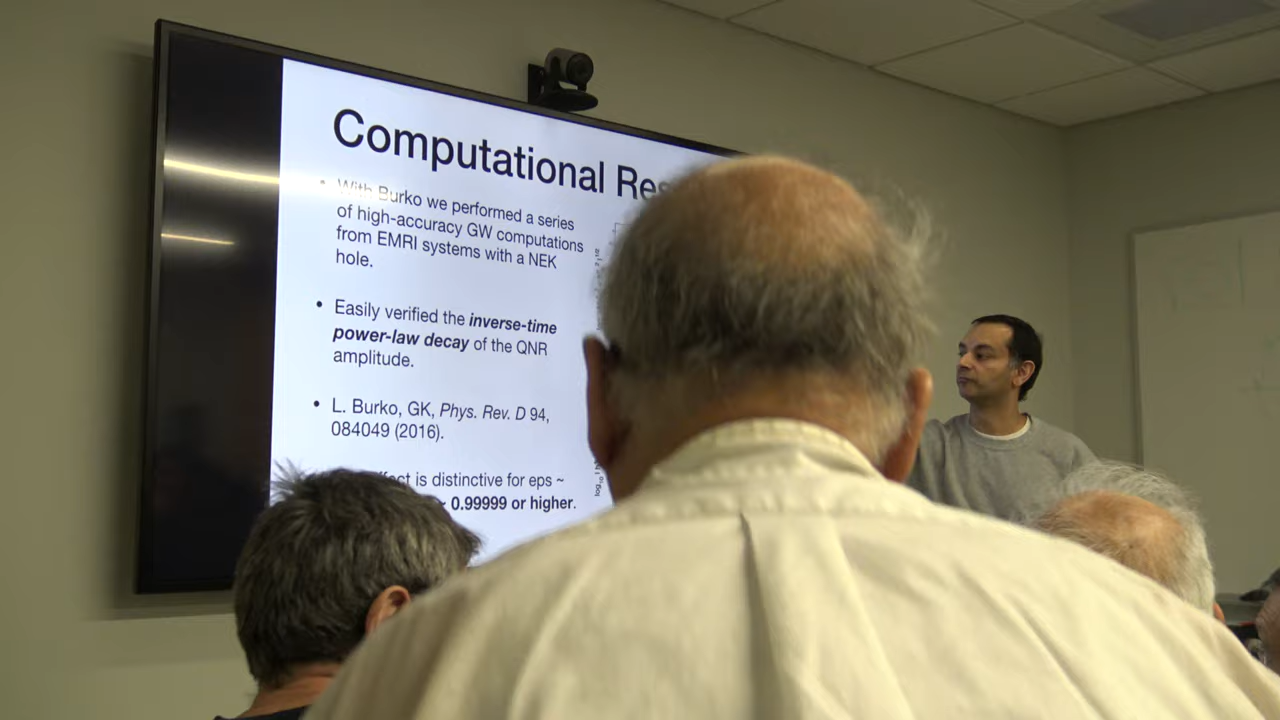 Computational Res
• With Burko we performed a series
of high-accuracy GW computations
from EMRI systems with a NEK
hole.
• Easily verified the inverse-time
power-law decay of the QNR
amplitude.
• L. Burko, GK, Phys. Rev. D 94,
084049 (2016).
is distinctive for eps ~
~ 0.99999 or higher.
log₁₀